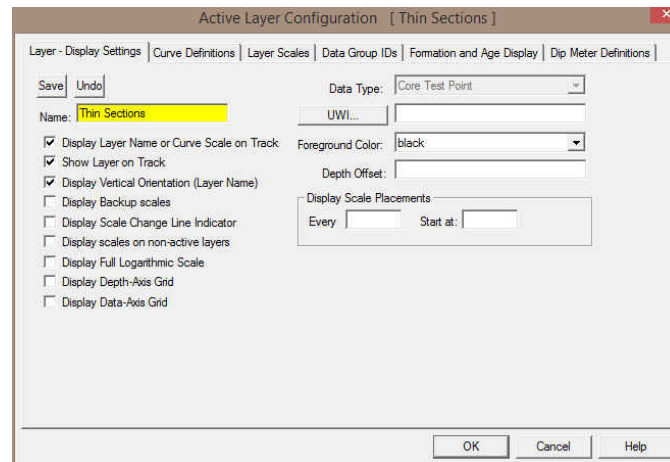 Active Layer Configuration [ Thin Sections ]
Layer - Display Settings | Curve Definitions | Layer Scales | Data Group IDs | Formation and Age Display | Dip Meter Definitions
Save Undo
Name: Thin Sections
Display Layer Name or Curve Scale on Track
Show Layer on Track
Display Vertical Orientation (Layer Name)
Display Backup scales
Display Scale Change Line Indicator
Display scales on non-active layers
Display Full Logarithmic Scale
Display Depth-Axis Grid
Display Data-Axis Grid
Data Type: Core Test Point
UWI...
Foreground Color: black
Depth Offset:
Display Scale Placements
Every Start at:
OK Cancel Help